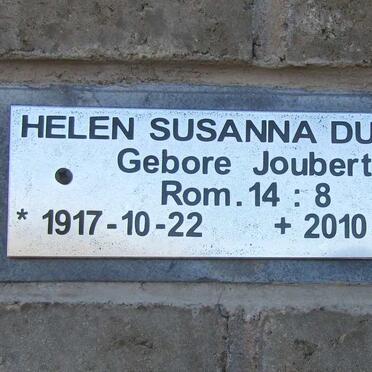 HELEN SUSANNA DU
Gebore Joubert
Rom. 14 : 8
* 1917-10-22 + 2010